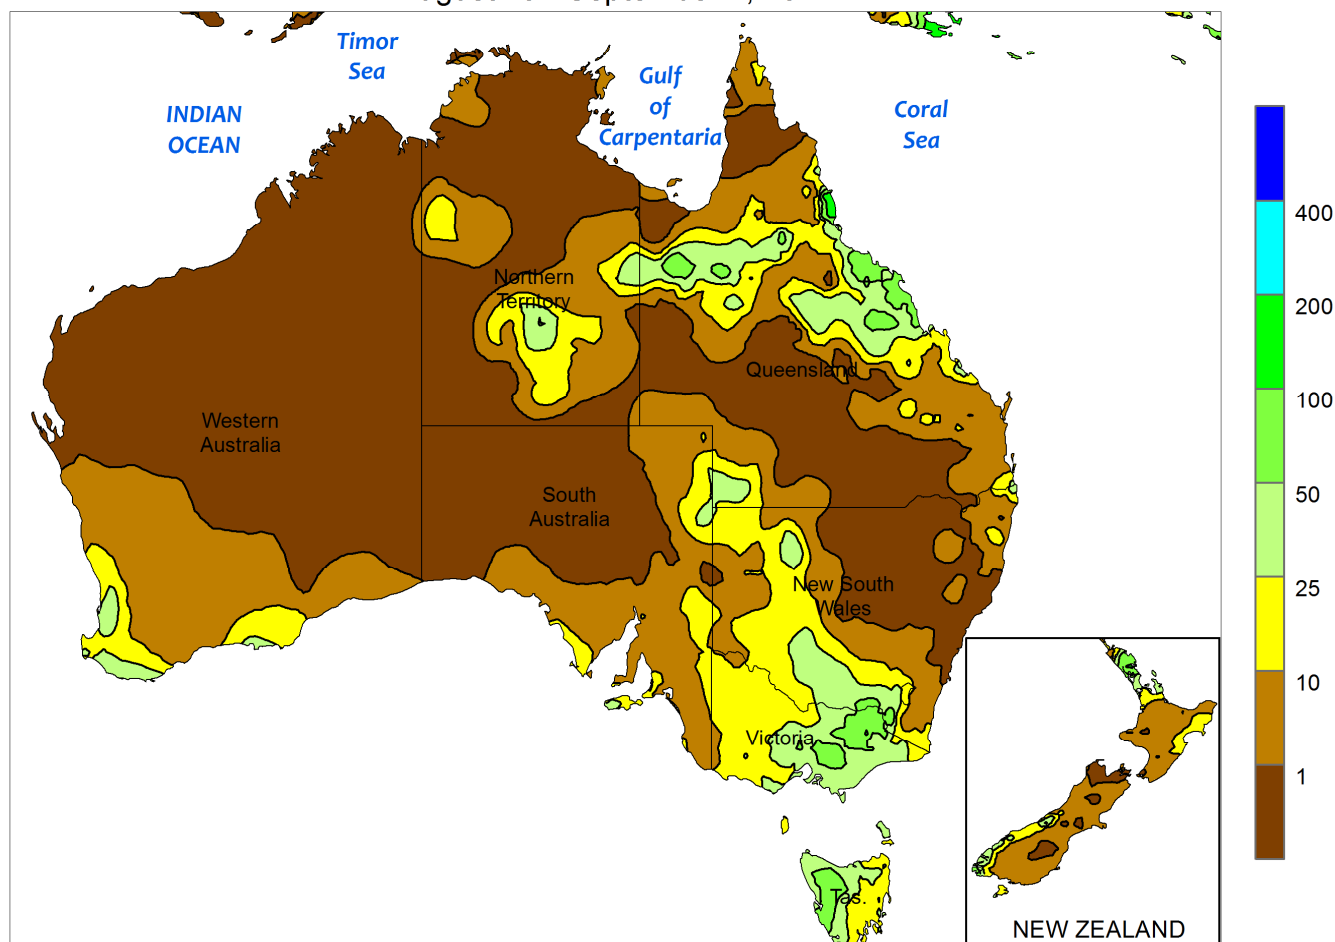 Timor
Sea
Gulf
of
Carpentaria
INDIAN
OCEAN
Coral
Sea
400
200
100
50
25
10
1
Northern
Territory
Queensland
Western
Australia
South
Australia
New South
Wales
Victoria
Tas.
NEW ZEALAND